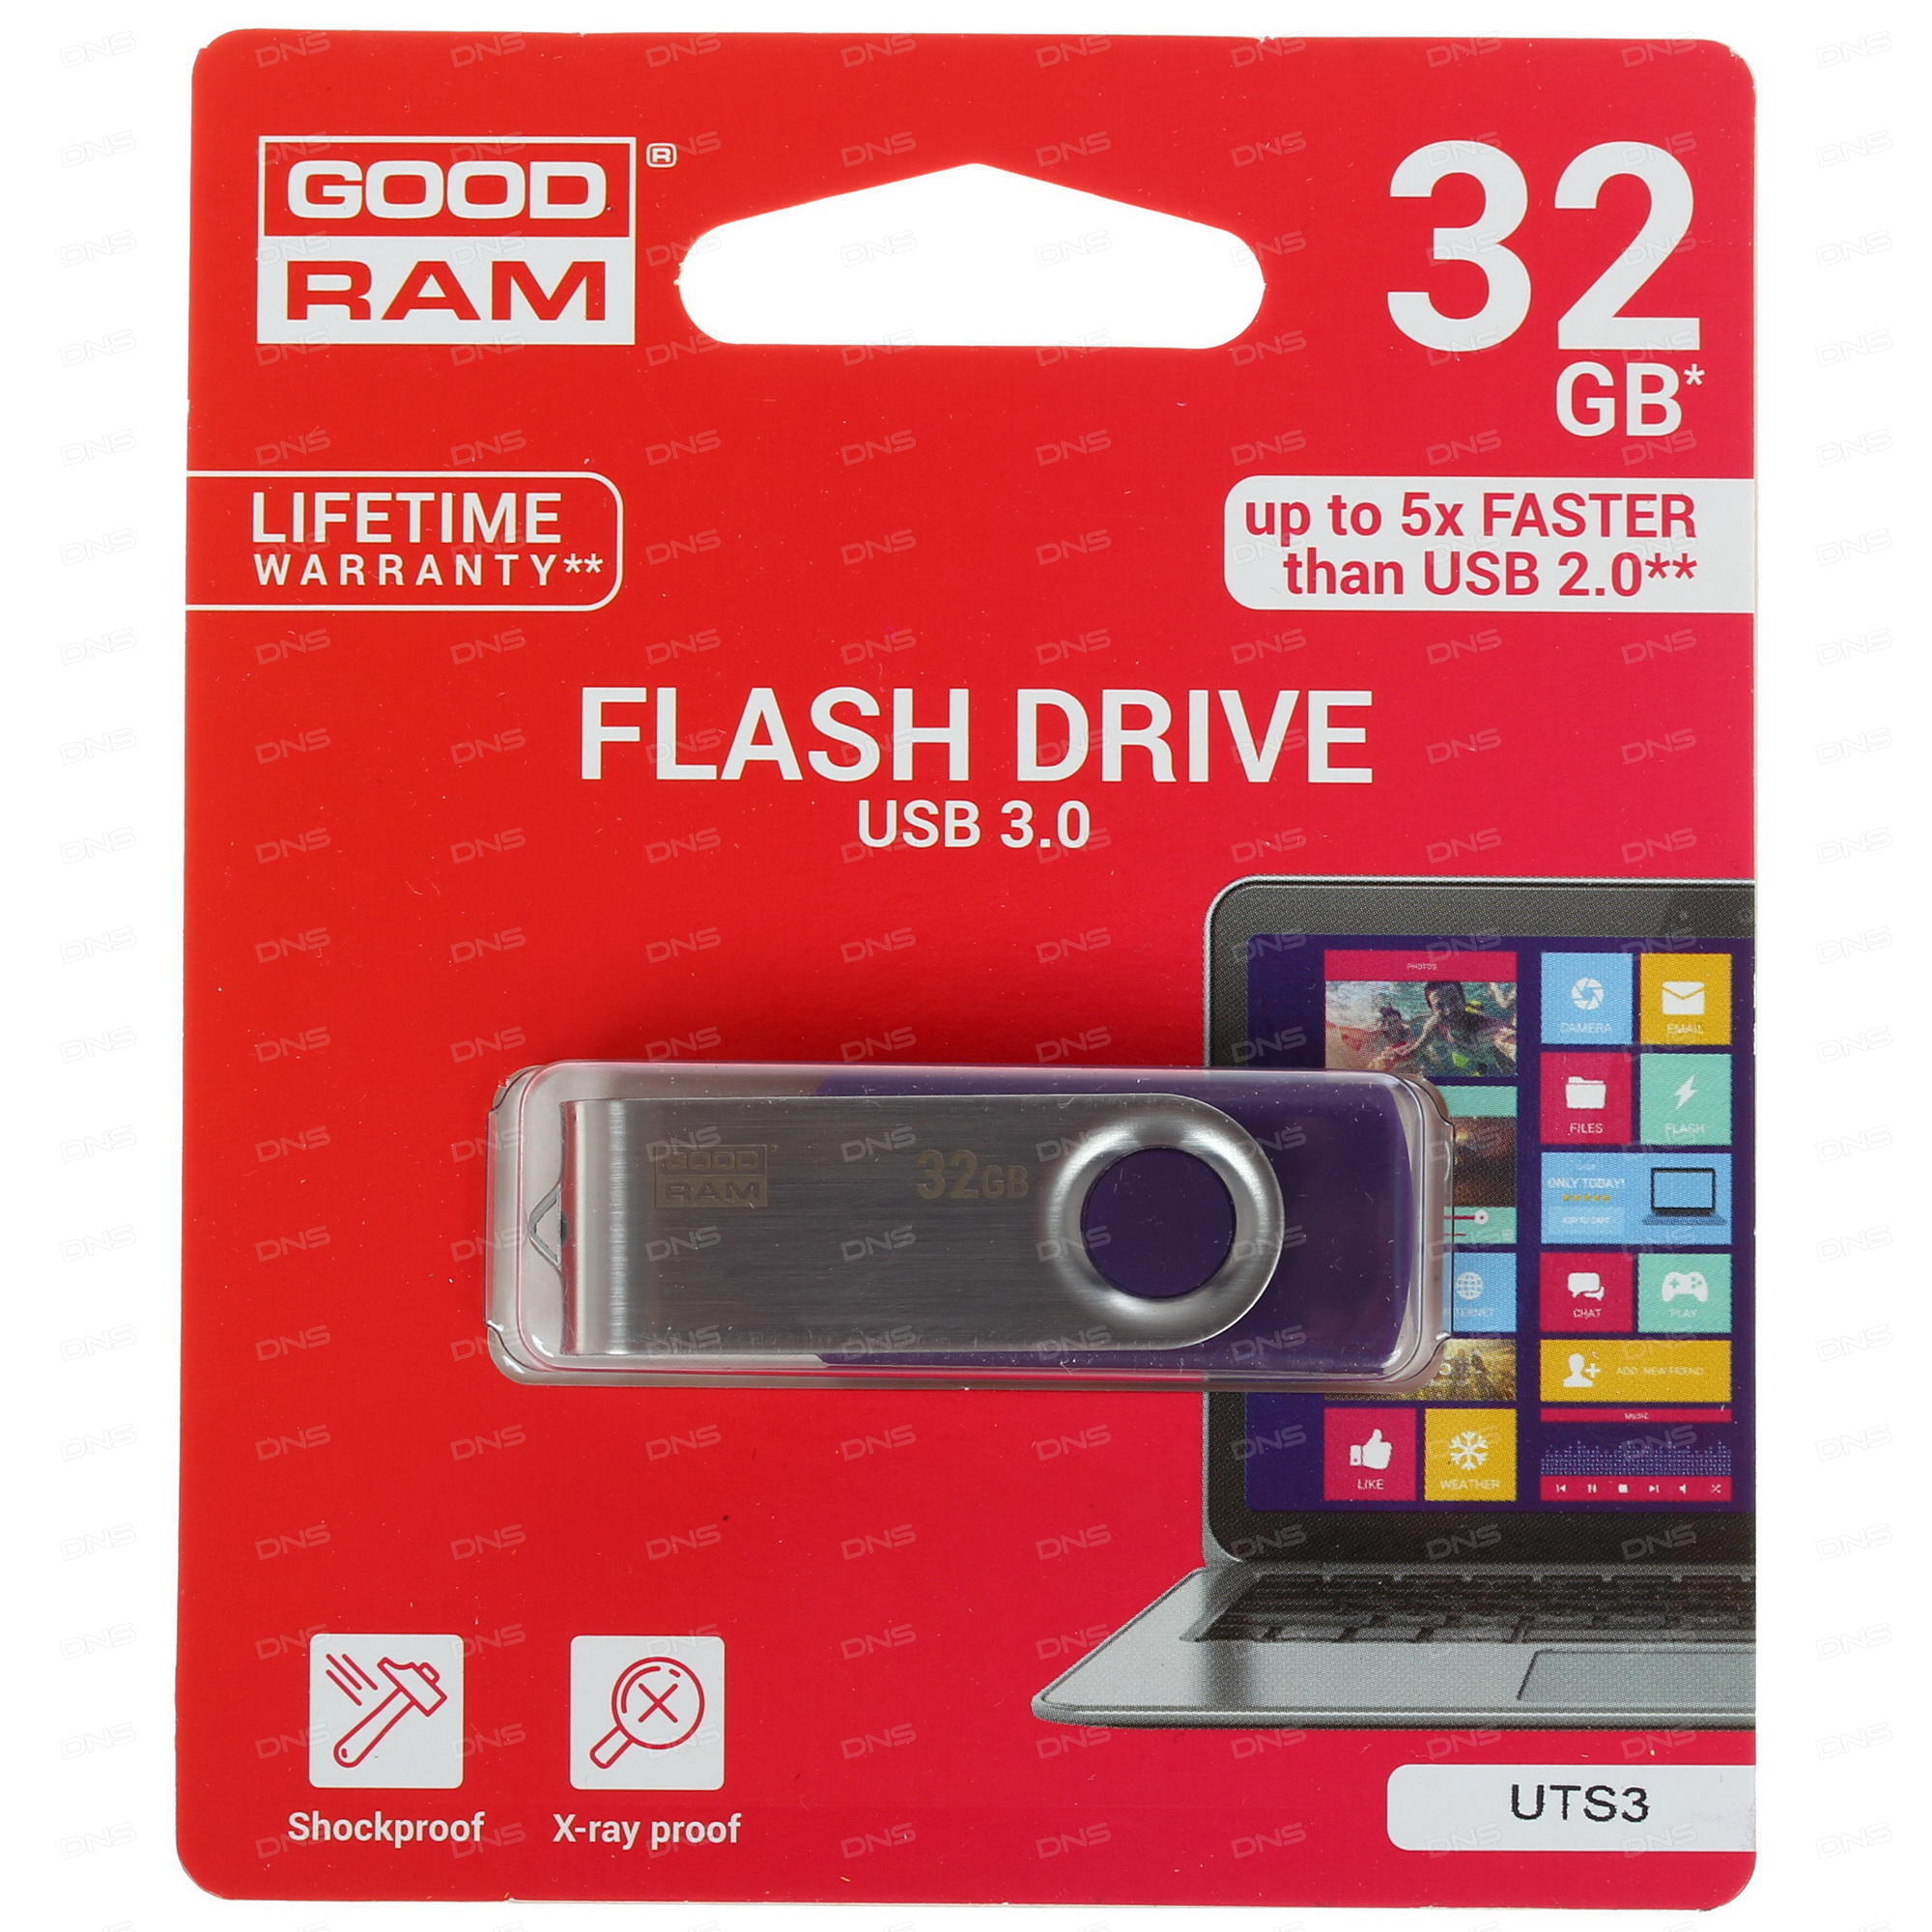 GOOD
RAM
®
32
GB*
LIFETIME
WARRANTY**
up to 5x FASTER
than USB 2.0**
FLASH DRIVE
USB 3.0
PHOTOS
CAMERA
EMAIL
FILES
FLASH
ONLY TODAY!
GOOD
RAM
32GB
CHAT
PLAY
ADD NEW FRIEND
MUSIC
LIKE
WEATHER
Shockproof
X-ray proof
UTS3
DNS